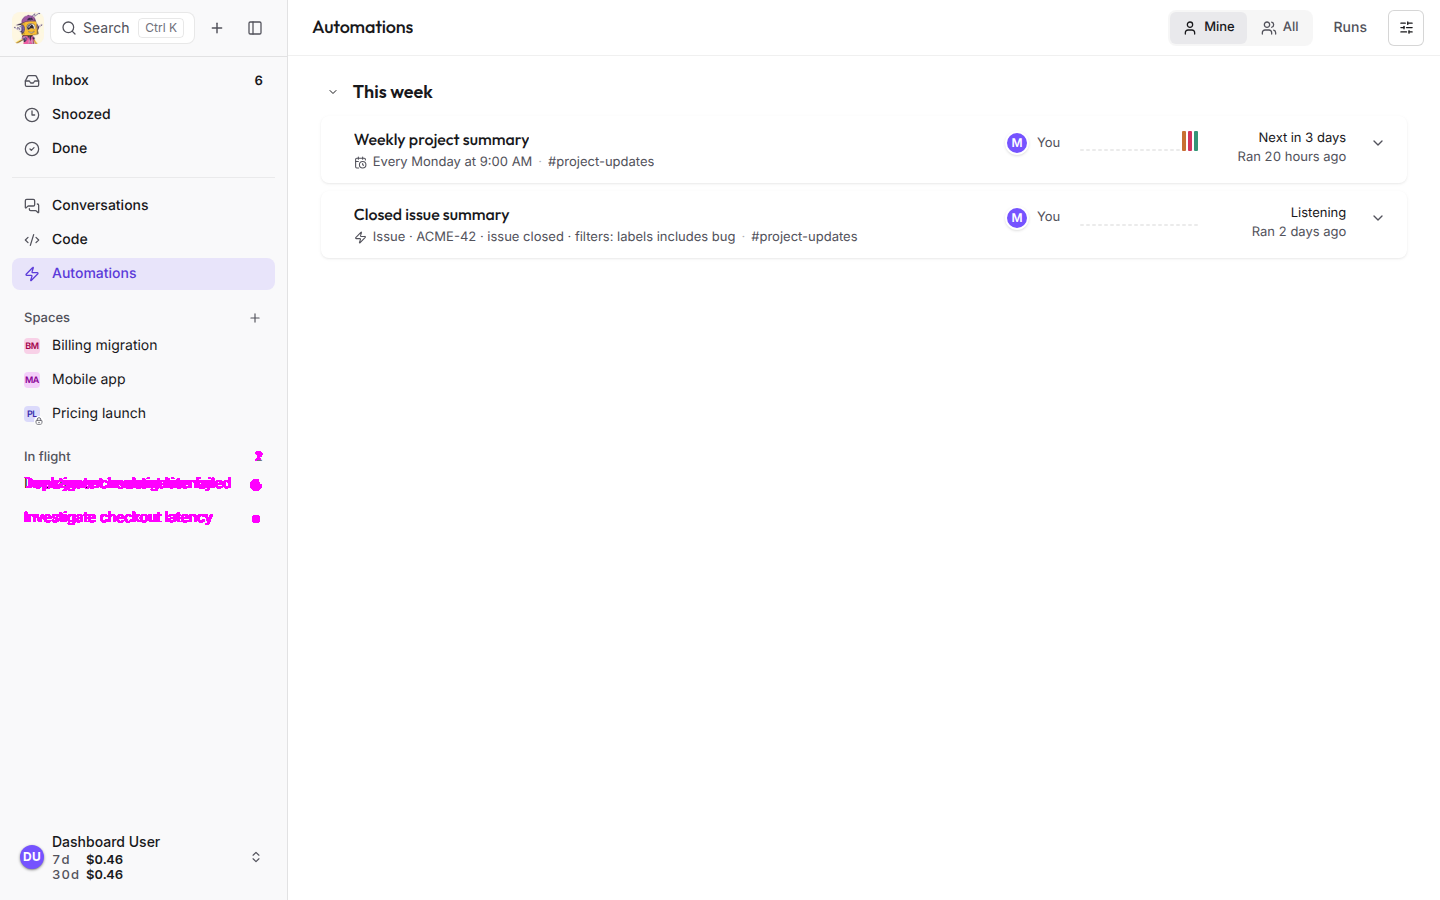 Search Ctrl K
Inbox 6
Snoozed
Done
Conversations
Code
Automations
Spaces
BM Billing migration
MA Mobile app
PL Pricing launch
In flight
Investigate checkout latency
DU Dashboard User
7d $0.46
30d $0.46
Automations
Mine All Runs
This week
Weekly project summary
Every Monday at 9:00 AM · #project-updates
M You
Next in 3 days
Ran 20 hours ago
Closed issue summary
Issue · ACME-42 · issue closed · filters: labels includes bug · #project-updates
M You
Listening
Ran 2 days ago